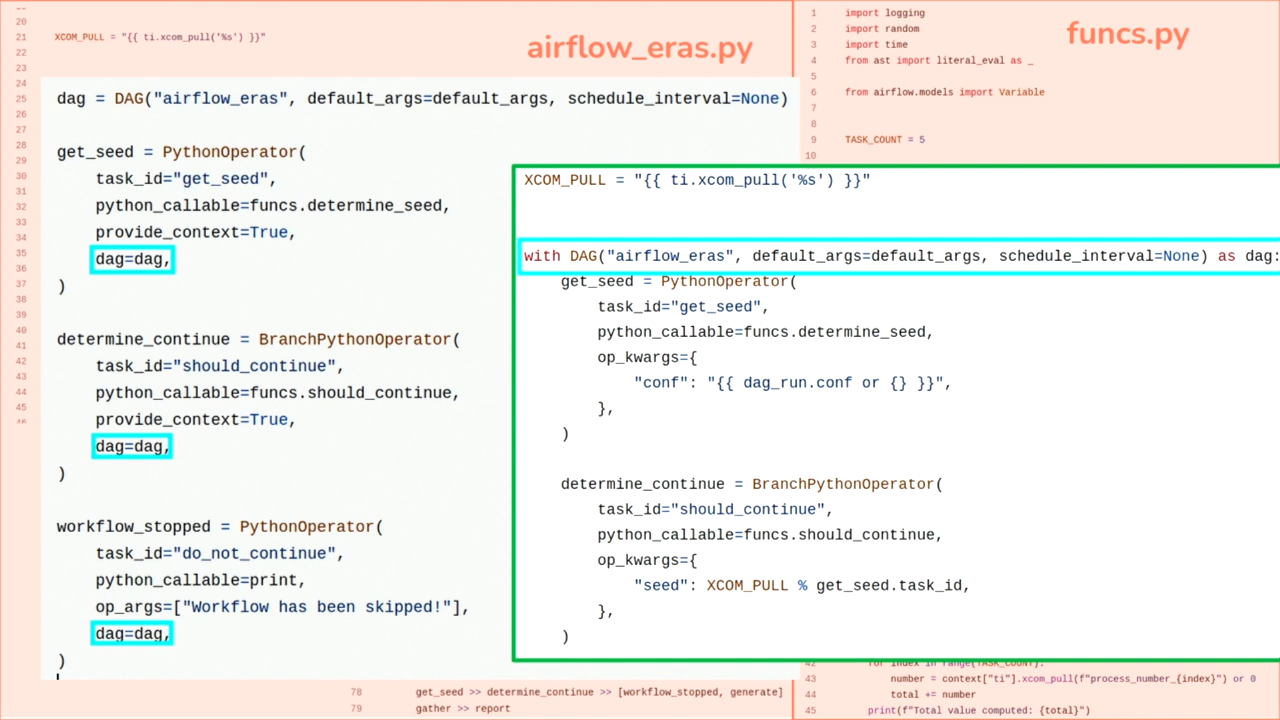 20
21 XCOM_PULL = "{{ ti.xcom_pull('%s') }}"
22
23
24
25
26
27
28
29
30
31
32
33
34
35
36
37
38
39
40
41
42
43
44
45
airflow_eras.py
dag = DAG("airflow_eras", default_args=default_args, schedule_interval=None)
get_seed = PythonOperator(
task_id="get_seed",
python_callable=funcs.determine_seed,
provide_context=True,
dag=dag,
)
determine_continue = BranchPythonOperator(
task_id="should_continue",
python_callable=funcs.should_continue,
provide_context=True,
dag=dag,
)
workflow_stopped = PythonOperator(
task_id="do_not_continue",
python_callable=print,
op_args=["Workflow has been skipped!"],
dag=dag,
)
78 get_seed >> determine_continue >> [workflow_stopped, generate]
79 gather >> report
funcs.py
1 import logging
2 import random
3 import time
4 from ast import literal_eval as _
5
6 from airflow.models import Variable
7
8
9 TASK_COUNT = 5
10
XCOM_PULL = "{{ ti.xcom_pull('%s') }}"
with DAG("airflow_eras", default_args=default_args, schedule_interval=None) as dag:
get_seed = PythonOperator(
task_id="get_seed",
python_callable=funcs.determine_seed,
op_kwargs={
"conf": "{{ dag_run.conf or {} }}",
},
)
determine_continue = BranchPythonOperator(
task_id="should_continue",
python_callable=funcs.should_continue,
op_kwargs={
"seed": XCOM_PULL % get_seed.task_id,
},
)
42 for index in range(TASK_COUNT):
43 number = context["ti"].xcom_pull(f"process_number_{index}") or 0
44 total += number
45 print(f"Total value computed: {total}")